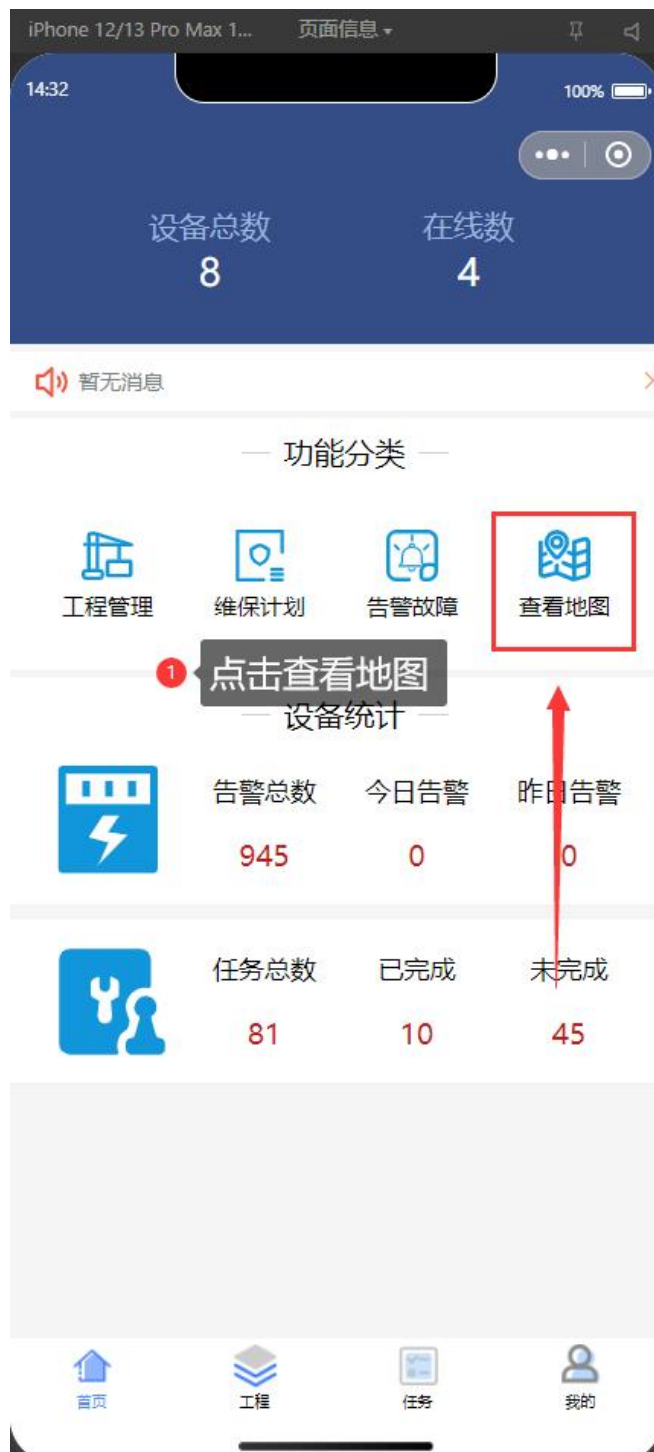 iPhone 12/13 Pro Max 1... 页面信息
14:32 100%
设备总数 在线数
8 4
暂无消息
功能分类
工程管理 维保计划 告警故障 查看地图
1 点击查看地图
设备统计
告警总数 今日告警 昨日告警
945 0 0
任务总数 已完成 未完成
81 10 45
首页 工程 任务 我的